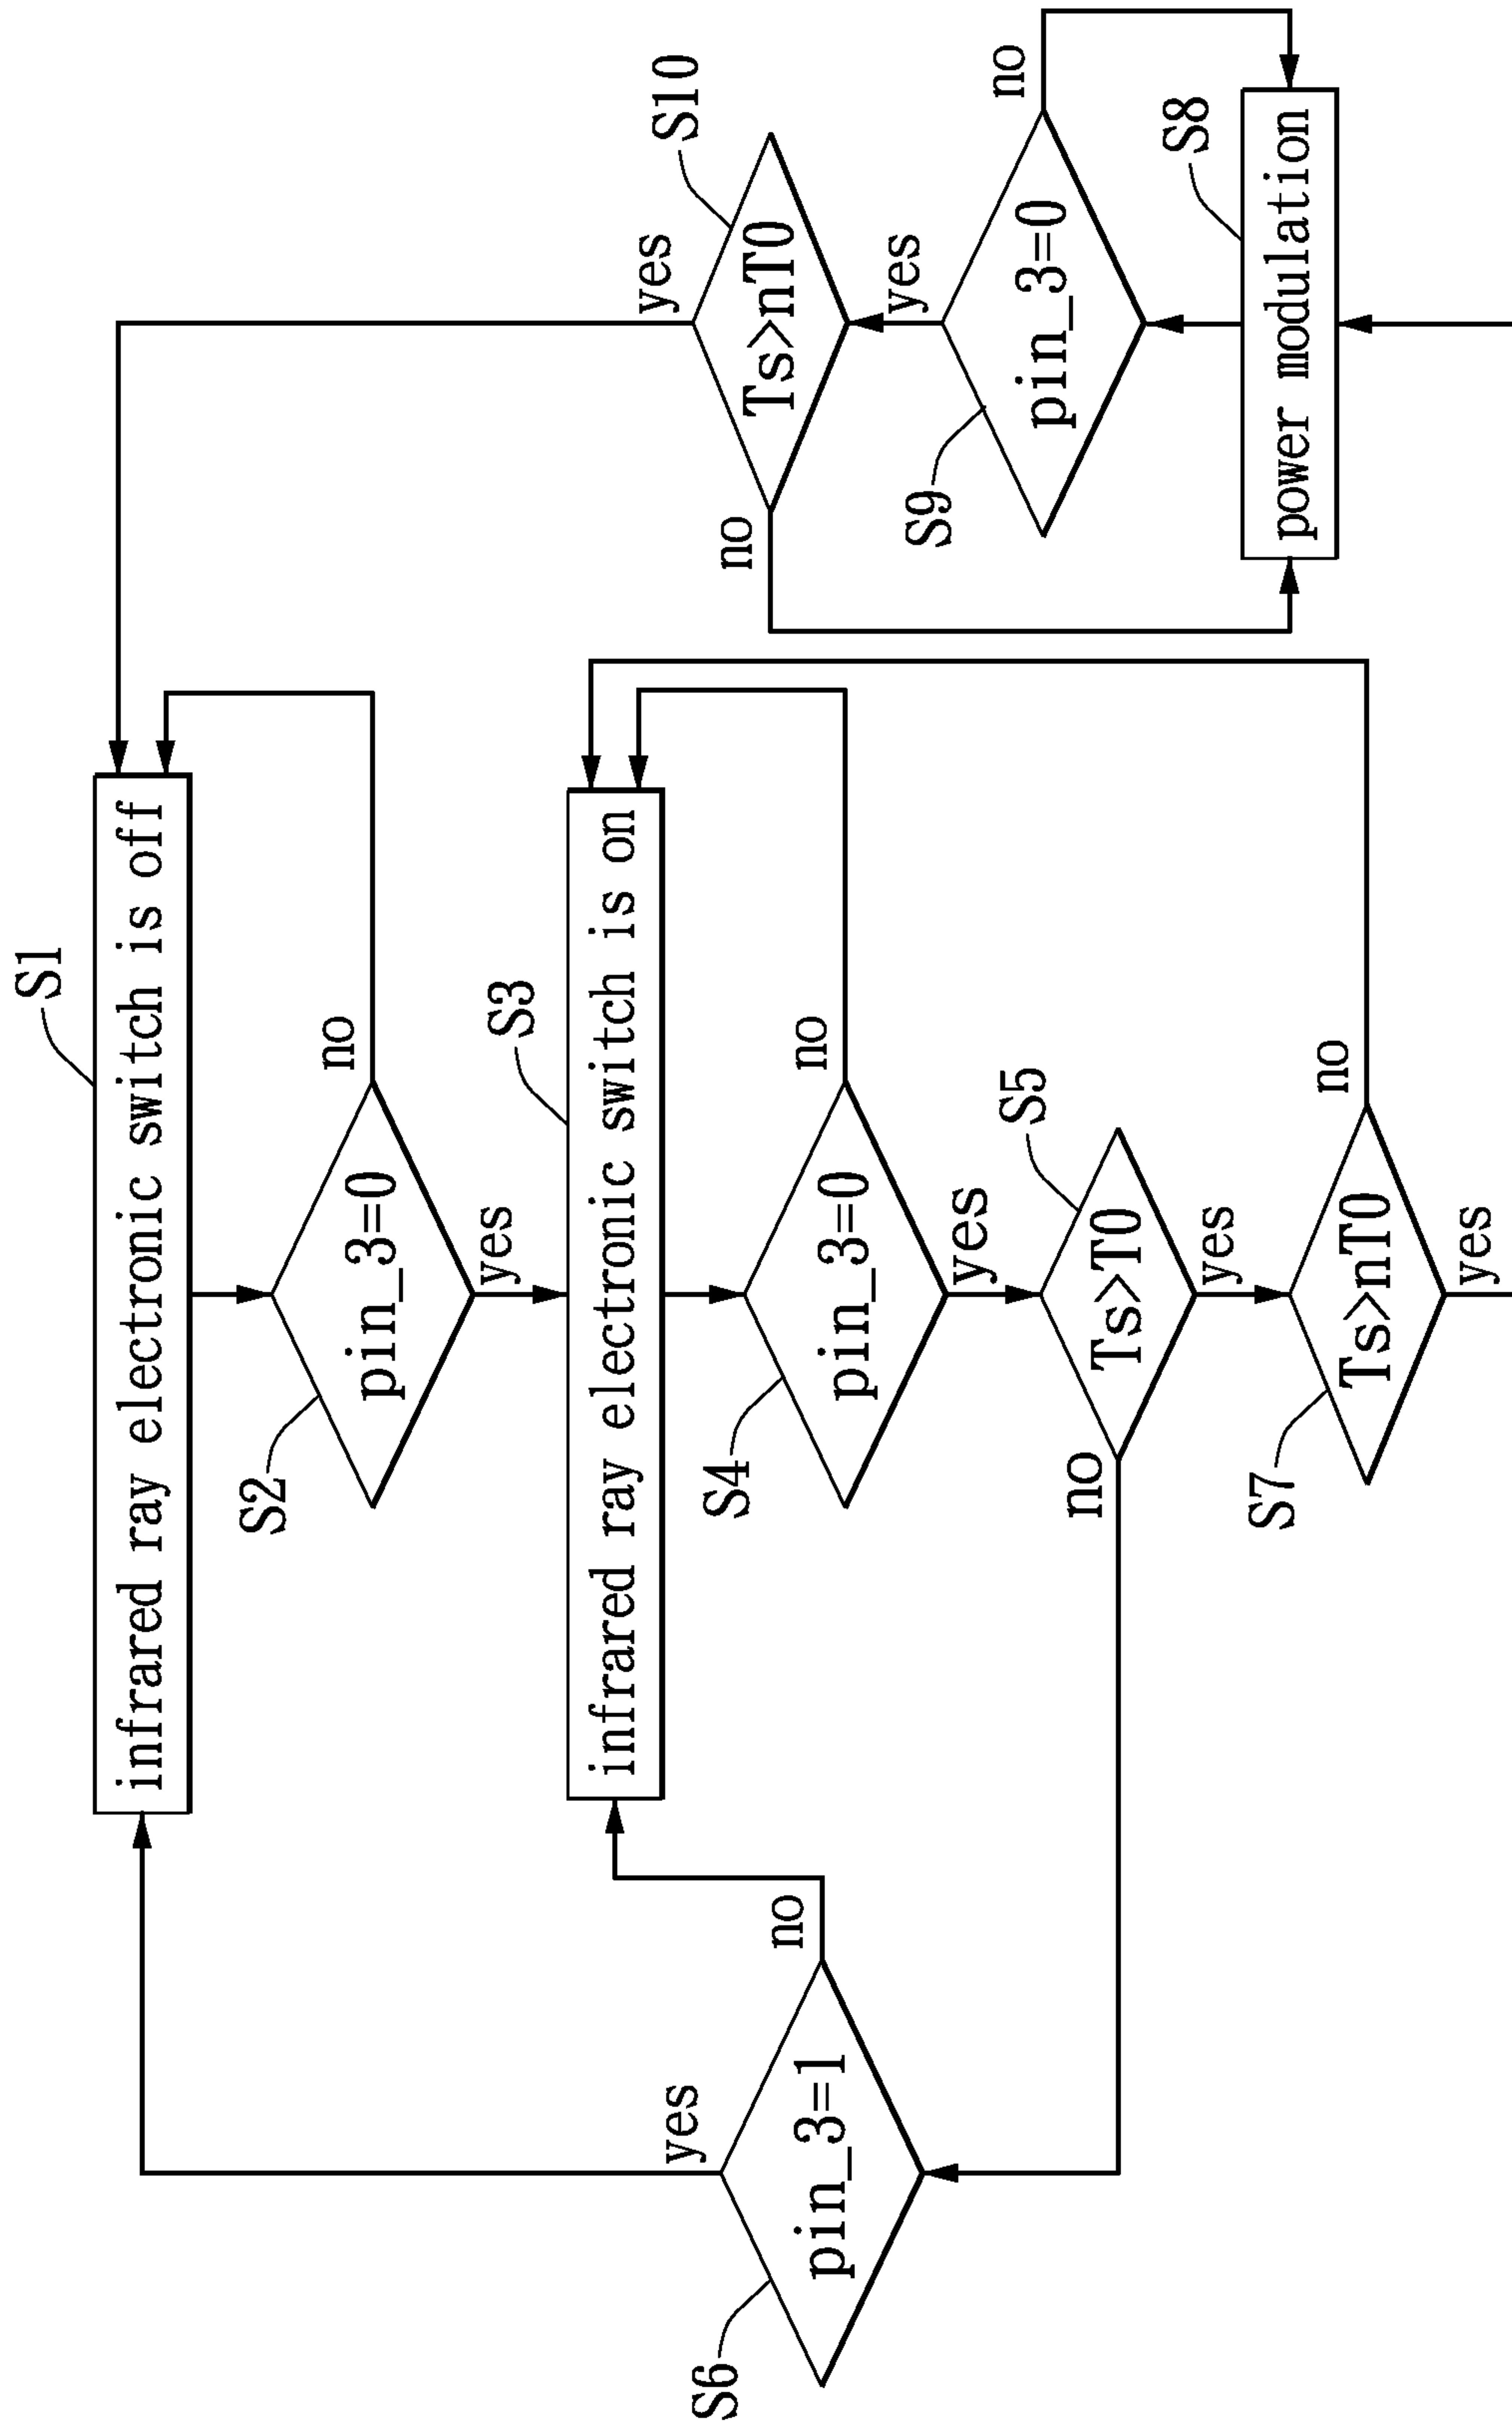 S1
infrared ray electronic switch is off
S2
pin_3=0
no
yes
S3
infrared ray electronic switch is on
S4
pin_3=0
no
yes
S5
Ts>T0
no
yes
S6
pin_3=1
yes
no
S7
Ts>nT0
no
yes
S8
power modulation
S9
pin_3=0
no
yes
S10
Ts>nT0
yes
no